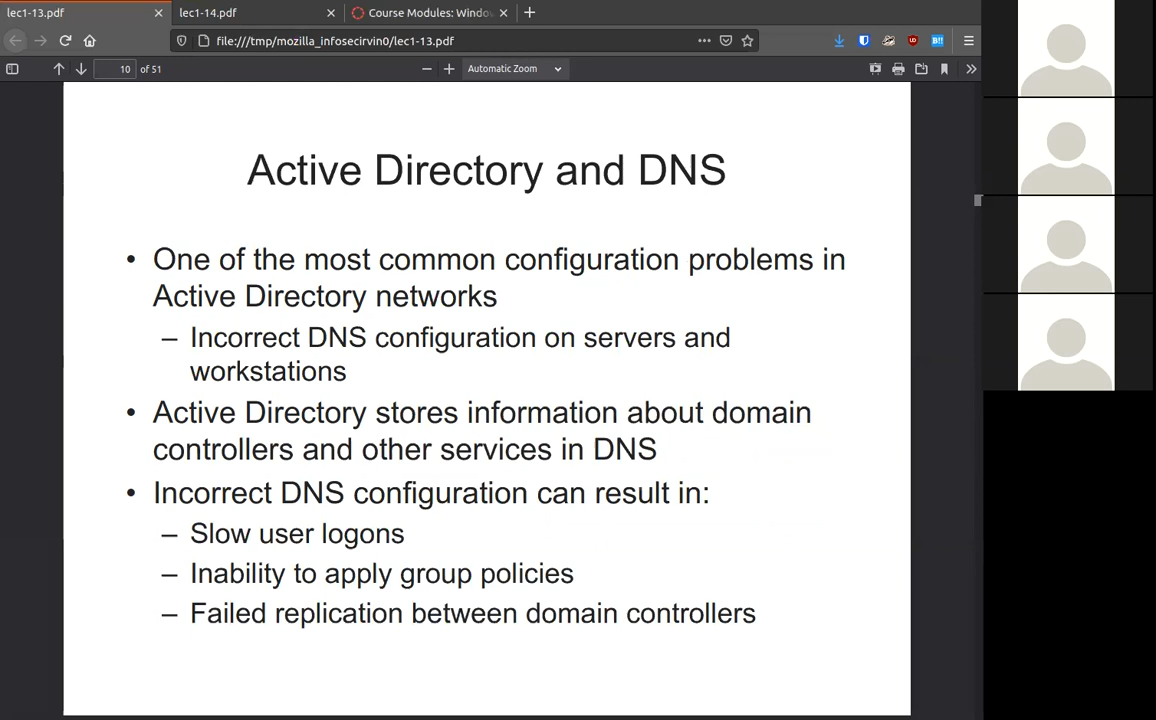 lec1-13.pdf
lec1-14.pdf
Course Modules: Windo
file:///tmp/mozilla_infosecirvin0/lec1-13.pdf
10 of 51
Automatic Zoom
Active Directory and DNS
• One of the most common configuration problems in
Active Directory networks
– Incorrect DNS configuration on servers and
workstations
• Active Directory stores information about domain
controllers and other services in DNS
• Incorrect DNS configuration can result in:
– Slow user logons
– Inability to apply group policies
– Failed replication between domain controllers